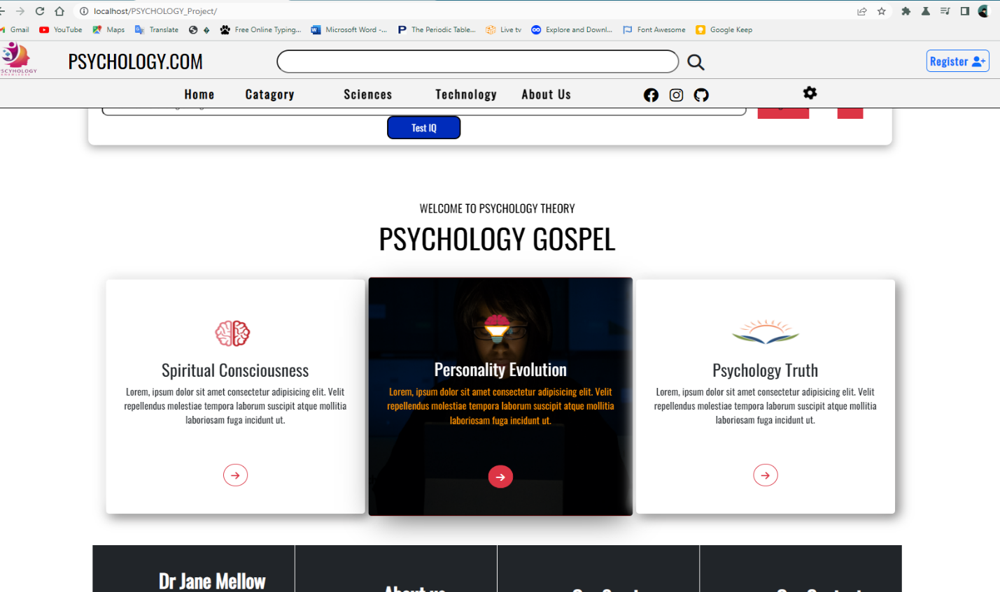 localhost/PSYCHOLOGY_Project/
Gmail YouTube Maps Translate Free Online Typing... Microsoft Word -... The Periodic Table... Live tv Explore and Downl... Font Awesome Google Keep
PSYCHOLOGY.COM
Register
Home Catagory Sciences Technology About Us
Test IQ
WELCOME TO PSYCHOLOGY THEORY
PSYCHOLOGY GOSPEL
Spiritual Consciousness
Lorem, ipsum dolor sit amet consectetur adipisicing elit. Velit
repellendus molestiae tempora laborum suscipit atque mollitia
laboriosam fuga incidunt ut.
Personality Evolution
Lorem, ipsum dolor sit amet consectetur adipisicing elit. Velit
repellendus molestiae tempora laborum suscipit atque mollitia
laboriosam fuga incidunt ut.
Psychology Truth
Lorem, ipsum dolor sit amet consectetur adipisicing elit. Velit
repellendus molestiae tempora laborum suscipit atque mollitia
laboriosam fuga incidunt ut.
Dr Jane Mellow
About us